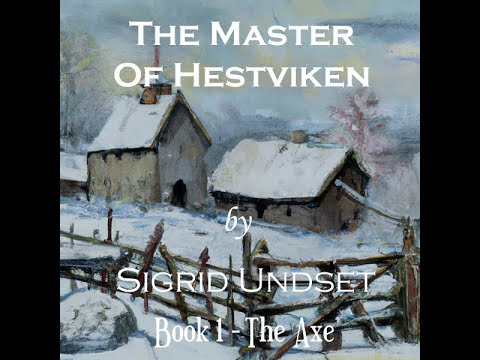 The Master
Of Hestviken
by
Sigrid Undset
Book 1 - The Axe